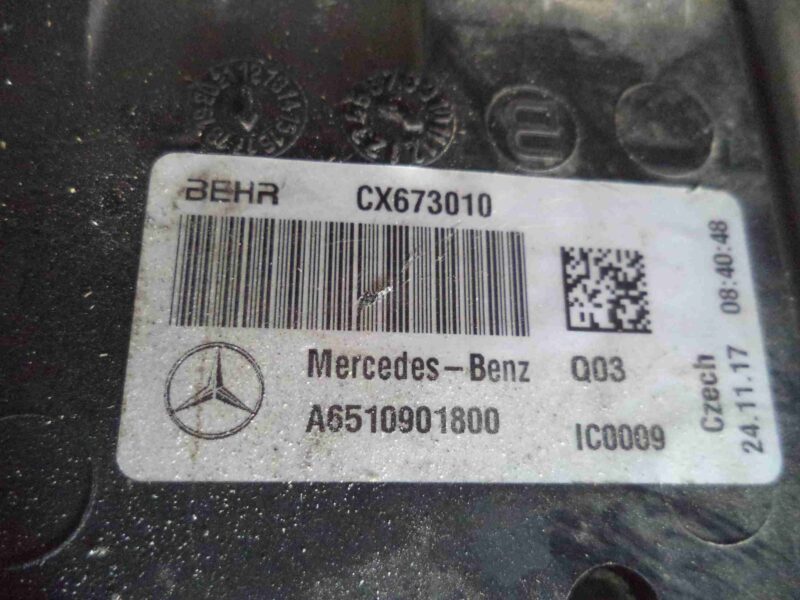 BEHR CX673010
Mercedes-Benz Q03
A6510901800 IC0009
Czech
24.11.17 08:40:48